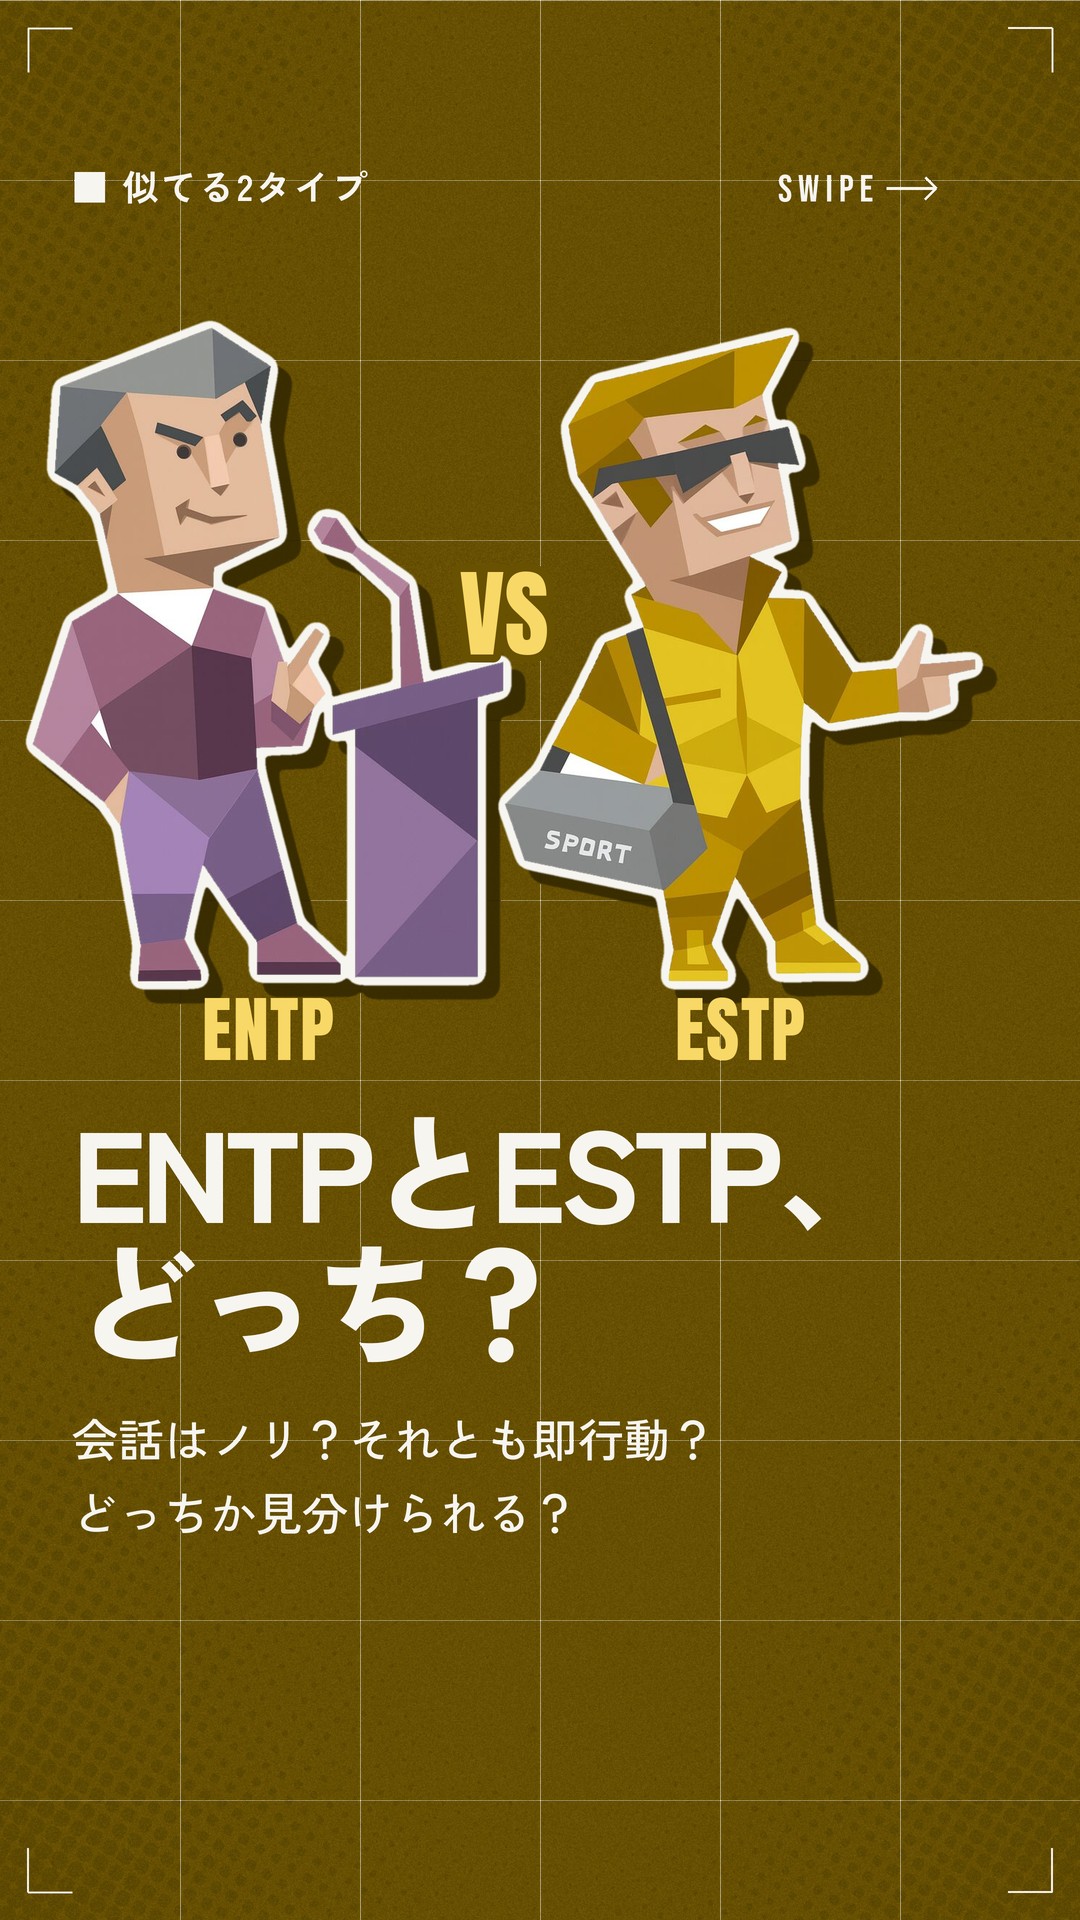 似てる2タイプ
SWIPE
VS
SPORT
ENTP
ESTP
ENTPとESTP、
どっち？
会話はノリ？それとも即行動？
どっちか見分けられる？